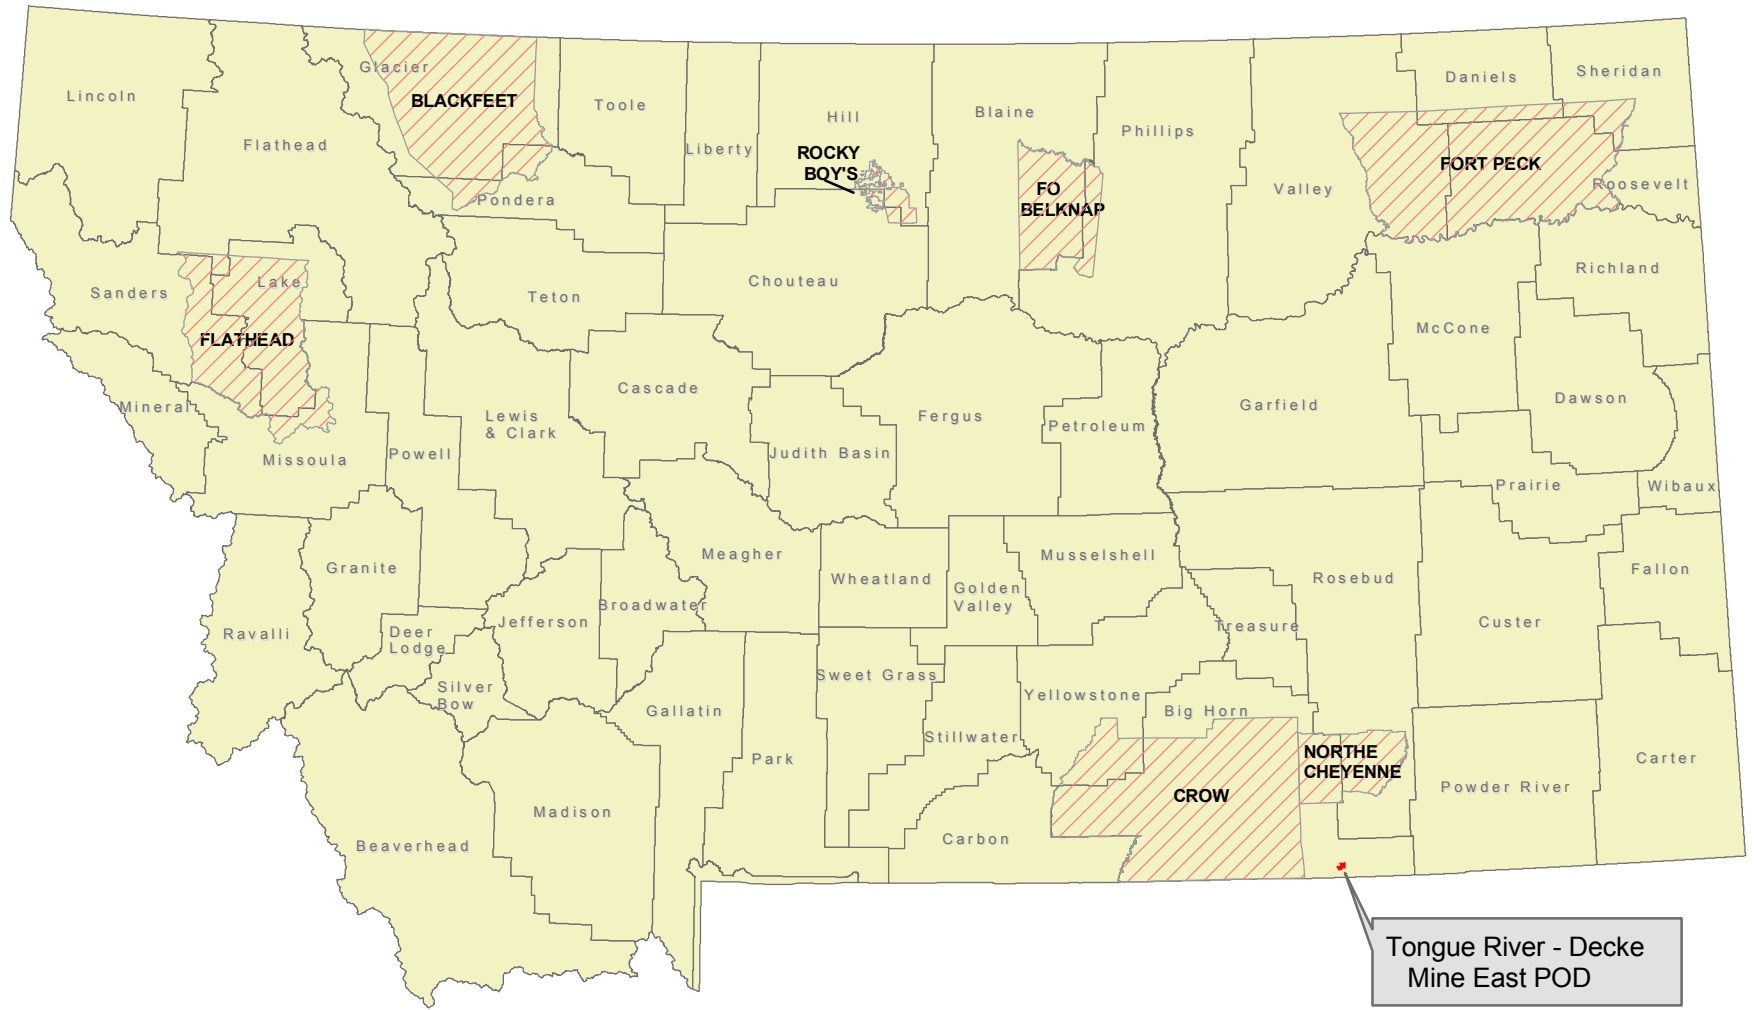 Lincoln
Flathead
Glacier
BLACKFEET
Toole
Liberty
Hill
ROCKY
BOY'S
Blaine
Phillips
FO
BELKNAP
Valley
Daniels
Sheridan
FORT PECK
Roosevelt
Pondera
Sanders
Lake
FLATHEAD
Teton
Chouteau
Richland
McCone
Mineral
Missoula
Powell
Lewis
& Clark
Cascade
Judith Basin
Fergus
Petroleum
Garfield
Dawson
Prairie
Wibaux
Granite
Ravalli
Deer
Lodge
Silver
Bow
Jefferson
Broadwater
Meagher
Wheatland
Golden
Valley
Musselshell
Treasure
Rosebud
Custer
Fallon
Beaverhead
Madison
Gallatin
Park
Sweet Grass
Stillwater
Yellowstone
Big Horn
Carbon
CROW
NORTHE
CHEYENNE
Powder River
Carter
Tongue River - Decke
Mine East POD